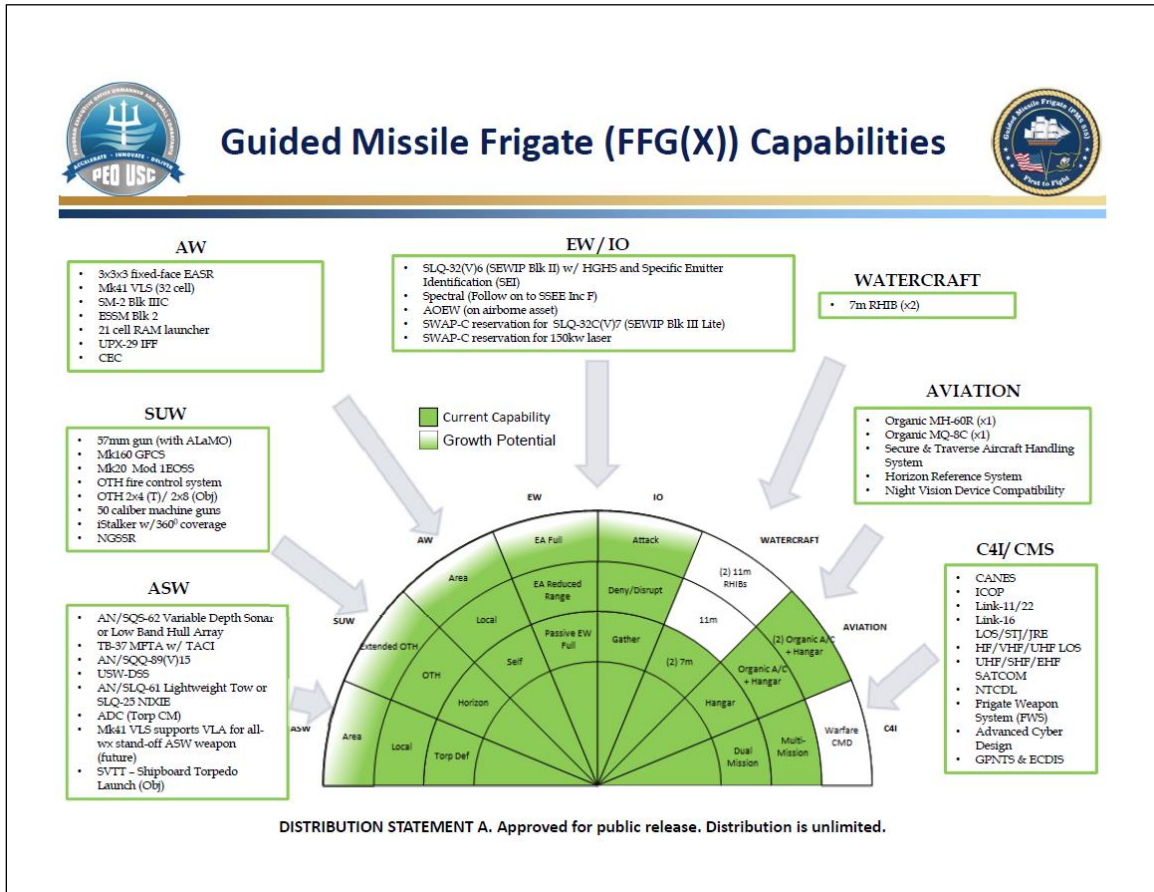 PEO USC
ACCELERATE • INNOVATE • DELIVER
Guided Missile Frigate (FFG(X)) Capabilities
Guided Missile Frigate (PMS 515)
First to Fight
AW
• 3x3x3 fixed-face EASR
• Mk41 VLS (32 cell)
• SM-2 Blk IIIC
• ESSM Blk 2
• 21 cell RAM launcher
• UPX-29 IFF
• CEC
EW / IO
• SLQ-32(V)6 (SEWIP Blk II) w/ HGHS and Specific Emitter
Identification (SEI)
• Spectral (Follow on to SSEE Inc F)
• AOEW (on airborne asset)
• SWAP-C reservation for SLQ-32C(V)7 (SEWIP Blk III Lite)
• SWAP-C reservation for 150kw laser
WATERCRAFT
• 7m RHIB (x2)
SUW
• 57mm gun (with ALaMO)
• Mk160 GFCS
• Mk20 Mod 1EOSS
• OTH fire control system
• OTH 2x4 (T)/ 2x8 (Obj)
• 50 caliber machine guns
• iStalker w/360⁰ coverage
• NGSSR
AVIATION
• Organic MH-60R (x1)
• Organic MQ-8C (x1)
• Secure & Traverse Aircraft Handling
System
• Horizon Reference System
• Night Vision Device Compatibility
ASW
• AN/SQS-62 Variable Depth Sonar
or Low Band Hull Array
• TB-37 MFTA w/ TACI
• AN/SQQ-89(V)15
• USW-DSS
• AN/SLQ-61 Lightweight Tow or
SLQ-25 NIXIE
• ADC (Torp CM)
• Mk41 VLS supports VLA for all-
wx stand-off ASW weapon
(future)
• SVTT – Shipboard Torpedo
Launch (Obj)
C4I/ CMS
• CANES
• ICOP
• Link-11/22
• Link-16
LOS/STJ/JRE
• HF/VHF/UHF LOS
• UHF/SHF/EHF
SATCOM
• NTCDL
• Frigate Weapon
System (FWS)
• Advanced Cyber
Design
• GPNTS & ECDIS
Current Capability
Growth Potential
ASW
Area
Local
Torp Def
SUW
Extended OTH
OTH
Horizon
AW
Area
Local
Self
EW
EA Full
EA Reduced
Range
Passive EW
Full
IO
Attack
Deny/Disrupt
Gather
WATERCRAFT
(2) 11m
RHIBs
11m
(2) 7m
AVIATION
(2) Organic A/C
+ Hangar
Organic A/C
+ Hangar
Hangar
C4I
Warfare
CMD
Multi-
Mission
Dual
Mission
DISTRIBUTION STATEMENT A. Approved for public release. Distribution is unlimited.